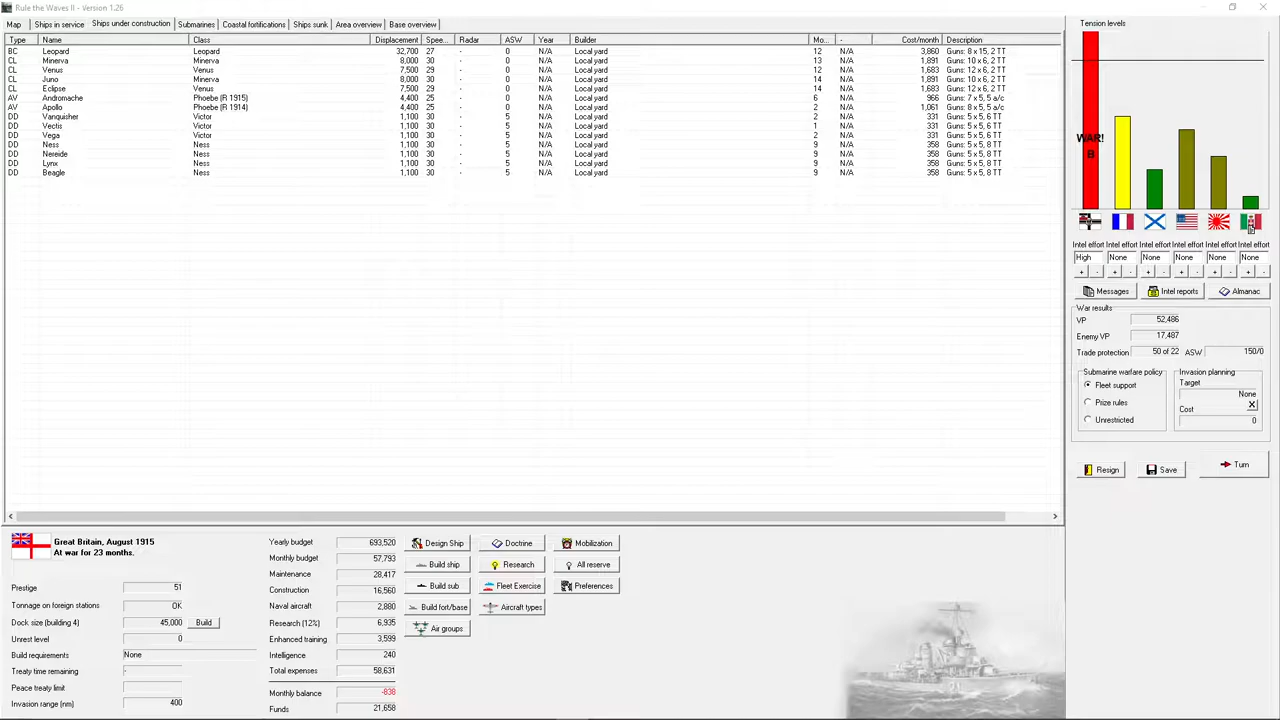 Rule the Waves II - Version 1.26
Map Ships in service Ships under construction Submarines Coastal fortifications Ships sunk Area overview Base overview
Type Name Class Displacement Spee... Radar ASW Year Builder Mo... - Cost/month Description
BC Leopard Leopard 32,700 27 - 0 N/A Local yard 12 N/A 3,860 Guns: 8 x 15, 2 TT
CL Minerva Minerva 8,000 30 - 0 N/A Local yard 13 N/A 1,891 Guns: 10 x 6, 2 TT
CL Venus Venus 7,500 29 - 0 N/A Local yard 12 N/A 1,683 Guns: 12 x 6, 2 TT
CL Juno Minerva 8,000 30 - 0 N/A Local yard 14 N/A 1,891 Guns: 10 x 6, 2 TT
CL Eclipse Venus 7,500 29 - 0 N/A Local yard 14 N/A 1,683 Guns: 12 x 6, 2 TT
AV Andromache Phoebe (R 1915) 4,400 25 - 0 N/A Local yard 6 N/A 966 Guns: 7 x 5, 5 a/c
AV Apollo Phoebe (R 1914) 4,400 25 - 0 N/A Local yard 2 N/A 1,061 Guns: 8 x 5, 5 a/c
DD Vanquisher Victor 1,100 30 - 5 N/A Local yard 2 N/A 331 Guns: 5 x 5, 6 TT
DD Vectis Victor 1,100 30 - 5 N/A Local yard 1 N/A 331 Guns: 5 x 5, 6 TT
DD Vega Victor 1,100 30 - 5 N/A Local yard 2 N/A 331 Guns: 5 x 5, 6 TT
DD Ness Ness 1,100 30 - 5 N/A Local yard 9 N/A 358 Guns: 5 x 5, 8 TT
DD Nereide Ness 1,100 30 - 5 N/A Local yard 9 N/A 358 Guns: 5 x 5, 8 TT
DD Lynx Ness 1,100 30 - 5 N/A Local yard 9 N/A 358 Guns: 5 x 5, 8 TT
DD Beagle Ness 1,100 30 - 5 N/A Local yard 9 N/A 358 Guns: 5 x 5, 8 TT
Tension levels
WAR!
B
Intel effort Intel effort Intel effort Intel effort Intel effort Intel effort
High None None None None None
+ - + - + - + - + - + -
Messages Intel reports Almanac
War results
VP 52,486
Enemy VP 17,487
Trade protection 50 of 22 ASW 150/0
Submarine warfare policy Invasion planning
Fleet support Target
None
Prize rules Cost X
Unrestricted 0
Resign Save Turn
Great Britain, August 1915
At war for 23 months.
Prestige 51
Tonnage on foreign stations OK
Dock size (building 4) 45,000 Build
Unrest level 0
Build requirements None
Treaty time remaining -
Peace treaty limit
Invasion range (nm) 400
Yearly budget 693,520
Monthly budget 57,793
Maintenance 28,417
Construction 16,560
Naval aircraft 2,880
Research (12%) 6,935
Enhanced training 3,599
Intelligence 240
Total expenses 58,631
Monthly balance -838
Funds 21,658
Design Ship Doctrine Mobilization
Build ship Research All reserve
Build sub Fleet Exercise Preferences
Build fort/base Aircraft types
Air groups